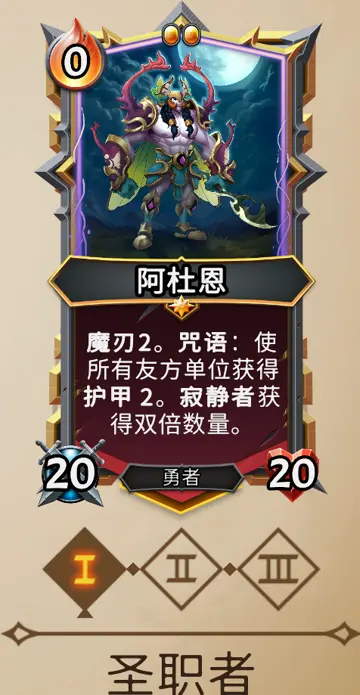 0
阿杜恩
魔刃2。咒语：使
所有友方单位获得
护甲 2。寂静者获
得双倍数量。
20
勇者
20
I
II
III
圣职者